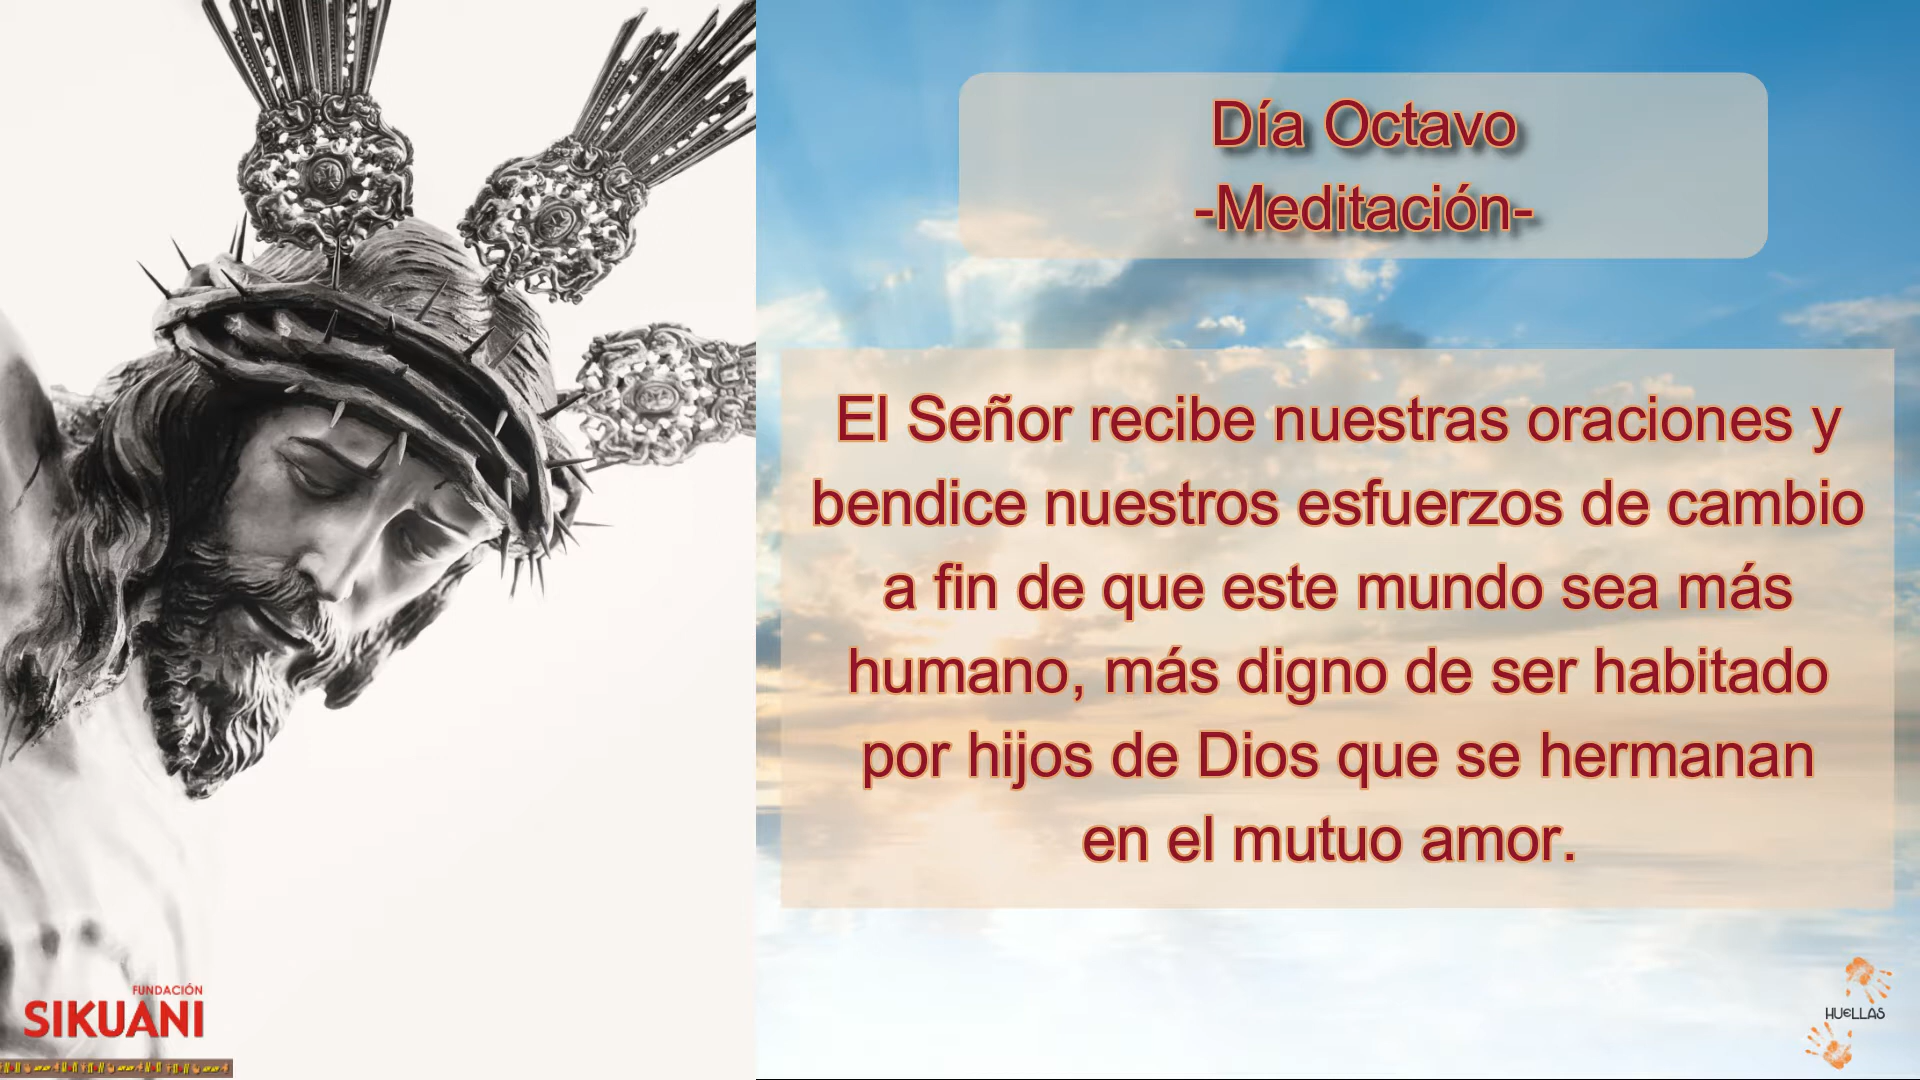 Día Octavo
-Meditación-
El Señor recibe nuestras oraciones y
bendice nuestros esfuerzos de cambio
a fin de que este mundo sea más
humano, más digno de ser habitado
por hijos de Dios que se hermanan
en el mutuo amor.
FUNDACIÓN
SIKUANI
HUELLAS